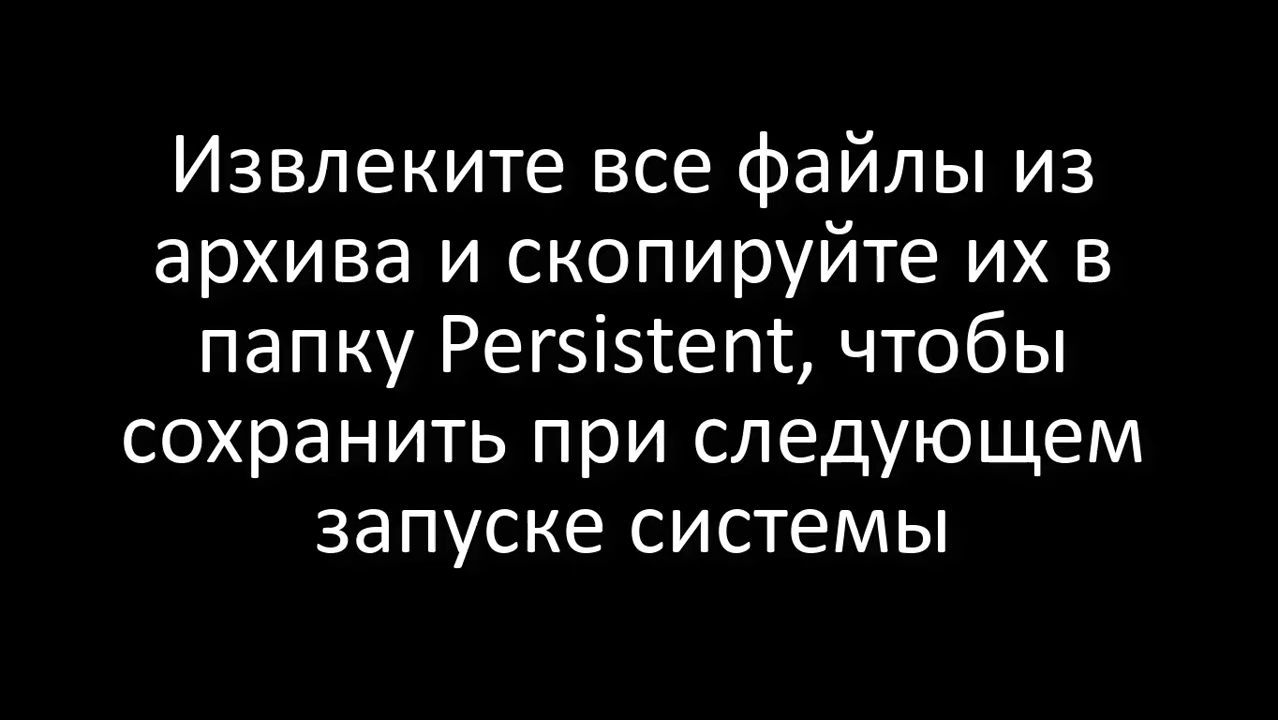 Извлеките все файлы из
архива и скопируйте их в
папку Persistent, чтобы
сохранить при следующем
запуске системы